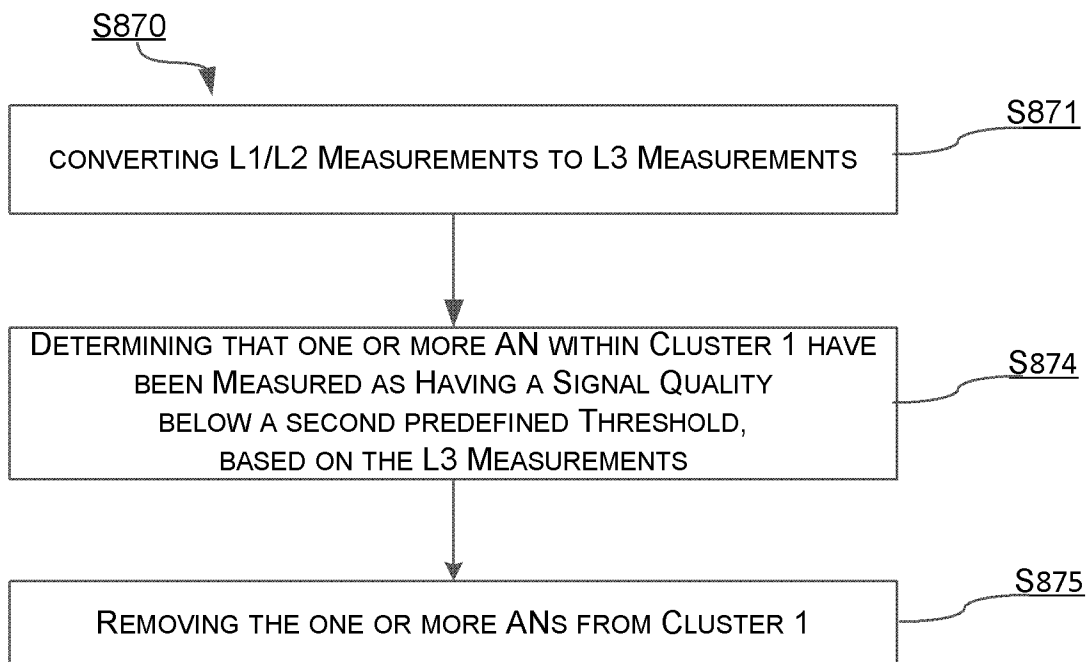 S870
S871
CONVERTING L1/L2 MEASUREMENTS TO L3 MEASUREMENTS
DETERMINING THAT ONE OR MORE AN WITHIN CLUSTER 1 HAVE
BEEN MEASURED AS HAVING A SIGNAL QUALITY
BELOW A SECOND PREDEFINED THRESHOLD,
BASED ON THE L3 MEASUREMENTS
S874
S875
REMOVING THE ONE OR MORE ANS FROM CLUSTER 1